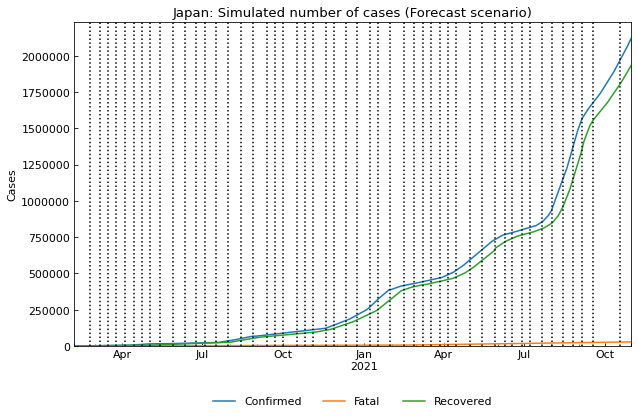 Japan: Simulated number of cases (Forecast scenario)
2000000
1750000
1500000
1250000
1000000
750000
500000
250000
0
Cases
Apr Jul Oct Jan Apr Jul Oct
2021
Confirmed Fatal Recovered